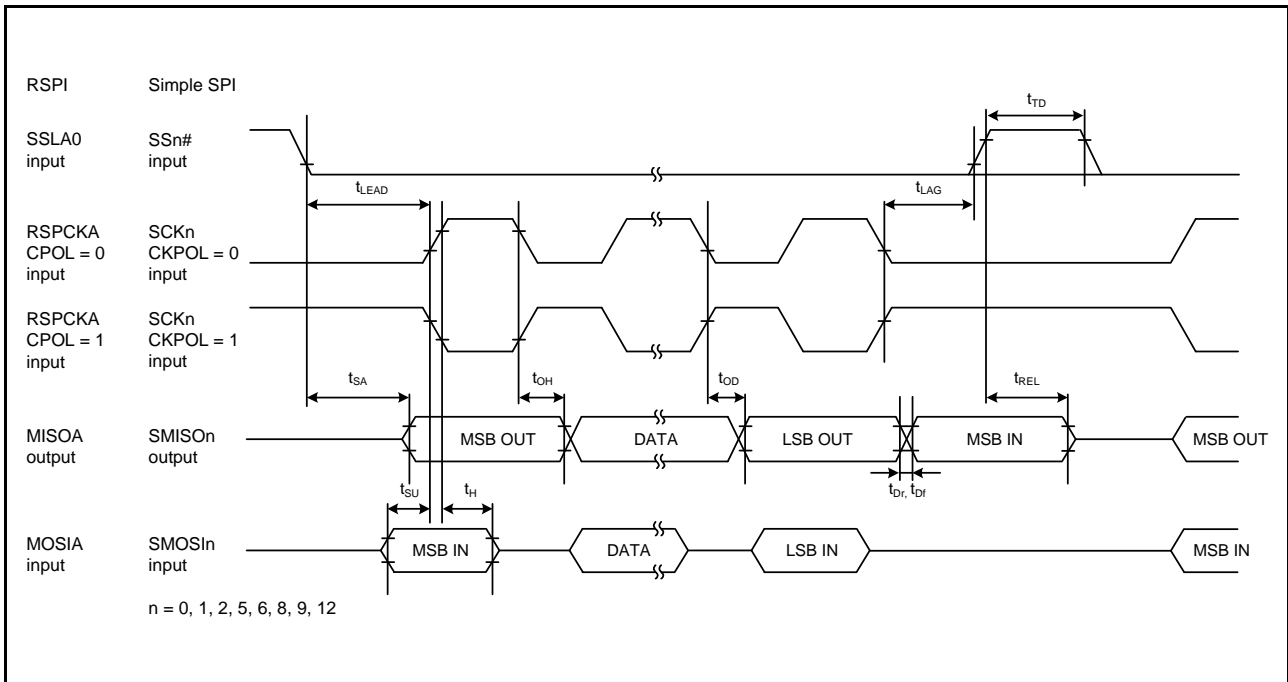 RSPI Simple SPI
tTD
SSLA0 SSn#
input input
tLEAD tLAG
RSPCKA SCKn
CPOL = 0 CKPOL = 0
input input
RSPCKA SCKn
CPOL = 1 CKPOL = 1
input input
tSA tOH tOD tREL
MISOA SMISOn MSB OUT DATA LSB OUT MSB IN MSB OUT
output output
tSU tH tDr, tDf
MOSIA SMOSIn MSB IN DATA LSB IN MSB IN
input input
n = 0, 1, 2, 5, 6, 8, 9, 12